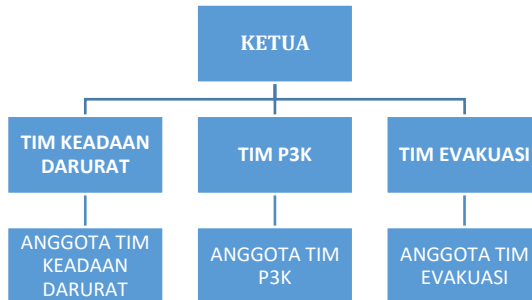 KETUA
TIM KEADAAN
DARURAT
TIM P3K
TIM EVAKUASI
ANGGOTA TIM
KEADAAN
DARURAT
ANGGOTA TIM
P3K
ANGGOTA TIM
EVAKUASI